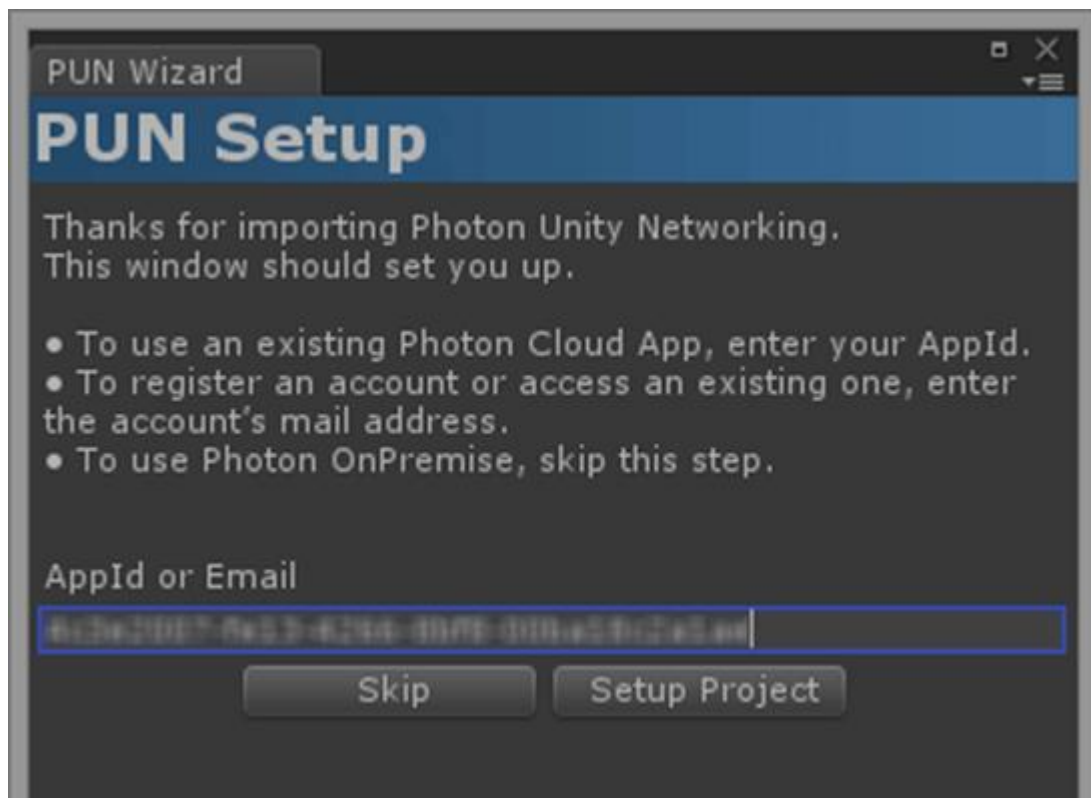 PUN Wizard
PUN Setup
Thanks for importing Photon Unity Networking.
This window should set you up.
• To use an existing Photon Cloud App, enter your AppId.
• To register an account or access an existing one, enter
the account's mail address.
• To use Photon OnPremise, skip this step.
AppId or Email
Skip
Setup Project